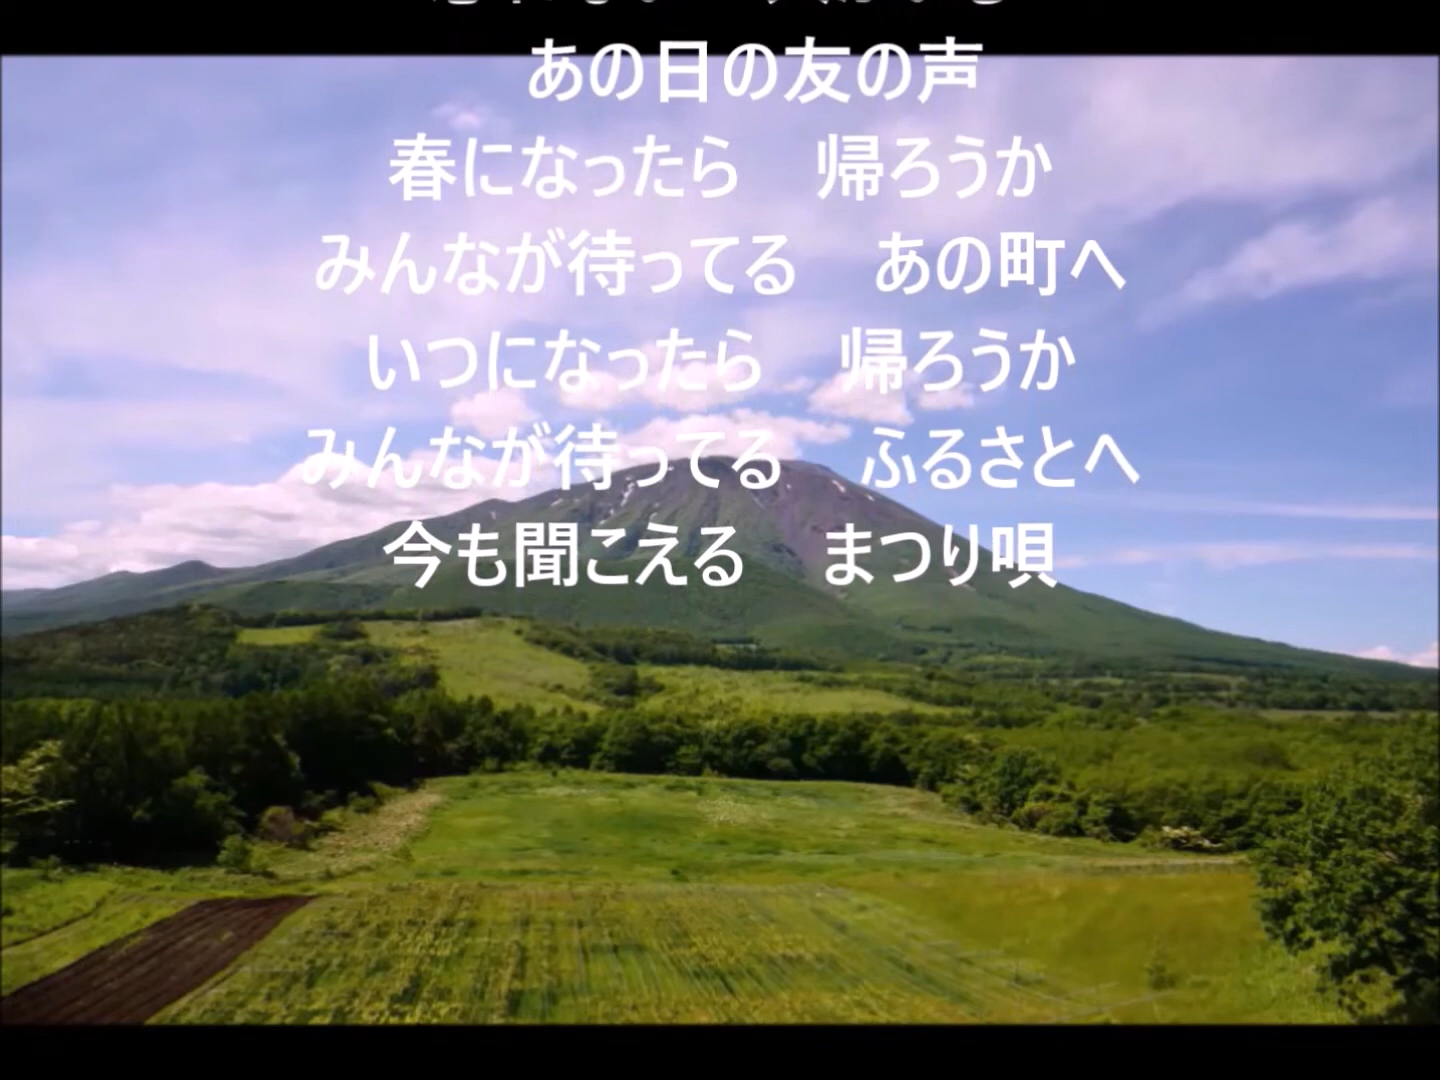 あの日の友の声
春になったら　帰ろうか
みんなが待ってる　あの町へ
いつになったら　帰ろうか
みんなが待ってる　ふるさとへ
今も聞こえる　まつり唄